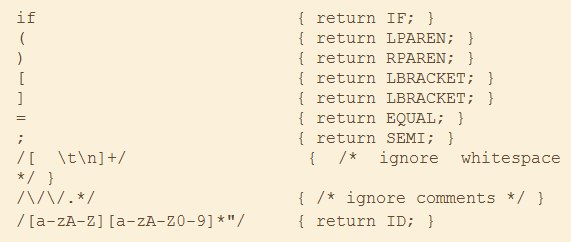 if { return IF; }
( { return LPAREN; }
) { return RPAREN; }
[ { return LBRACKET; }
] { return LBRACKET; }
= { return EQUAL; }
; { return SEMI; }
/[ \t\n]+/ { /* ignore whitespace
*/ }
/\/\/.*/ { /* ignore comments */ }
/[a-zA-Z][a-zA-Z0-9]*"/ { return ID; }